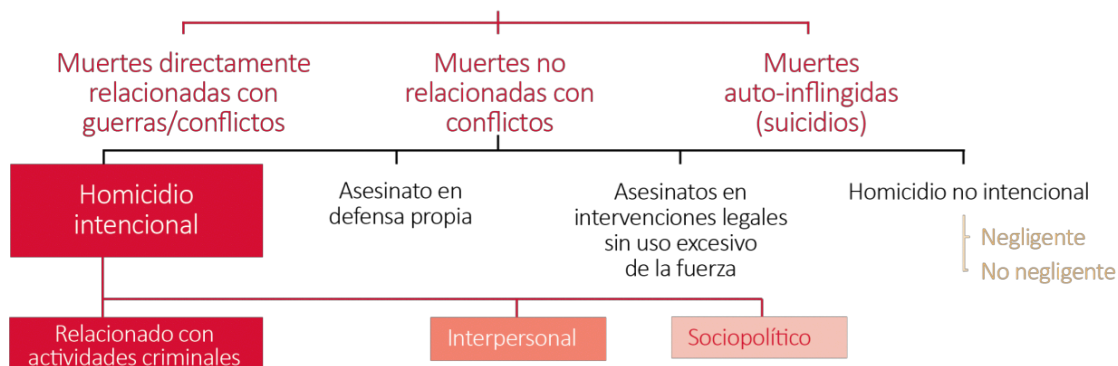 Muertes directamente
relacionadas con
guerras/conflictos
Muertes no
relacionadas con
conflictos
Muertes
auto-inflingidas
(suicidios)
Homicidio
intencional
Asesinato en
defensa propia
Asesinatos en
intervenciones legales
sin uso excesivo
de la fuerza
Homicidio no intencional
Negligente
No negligente
Relacionado con
actividades criminales
Interpersonal
Sociopolítico